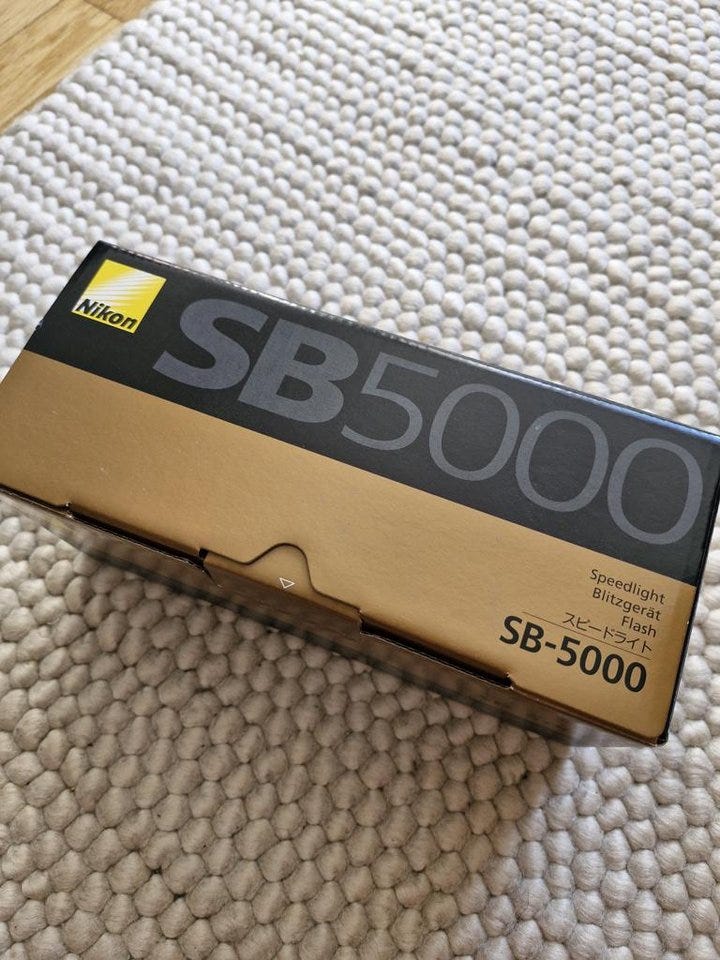 Nikon
SB5000
Speedlight
Blitzgerät
Flash
スピードライト
SB-5000